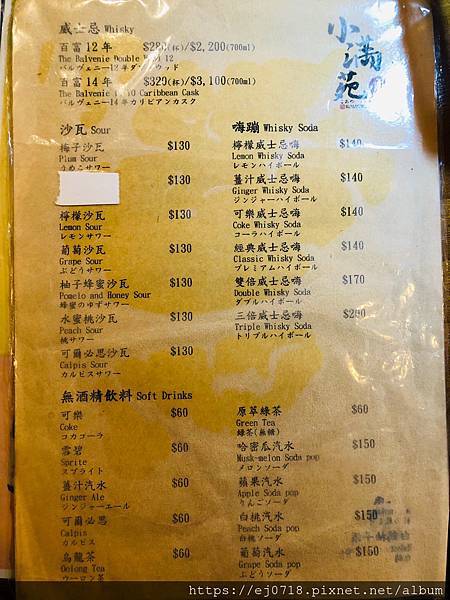 小滿苑
威士忌 Whisky
百富12年 $280(杯)/$2,200(700ml)
The Balvenie Double 12
バルヴェニー12年ダ ウッド
百富14年 $320(杯)/$3,100(700ml)
The Balvenie Caribbean Cask
バルヴェニー14年カリビアンカスク
沙瓦 Sour
梅子沙瓦 $130
Plum Sour
うめこサワー
$130
檸檬沙瓦 $130
Lemon Sour
レモンサワー
葡萄沙瓦 $130
Grape Sour
ぶどうサワー
柚子蜂蜜沙瓦 $130
Pomelo and Honey Sour
蜂蜜のゆずサワー
水蜜桃沙瓦 $130
Peach Sour
桃サワー
可爾必思沙瓦 $130
Calpis Sour
カルピスサワー
嗨蹦 Whisky Soda
檸檬威士忌嗨 $140
Lemon Whisky Soda
レモンハイボール
薑汁威士忌嗨 $140
Ginger Whisky Soda
ジンジャーハイボール
可樂威士忌嗨 $140
Coke Whisky Soda
コーラハイボール
經典威士忌嗨 $140
Classic Whisky Soda
プレミアムハイボール
雙倍威士忌嗨 $170
Double Whisky Soda
ダブルハイボール
三倍威士忌嗨 $200
Triple Whisky Soda
トリプルハイボール
無酒精飲料 Soft Drinks
可樂 $60
Coke
コカコーラ
雪碧 $60
Sprite
スプライト
薑汁汽水 $60
Ginger Ale
ジンジャーエール
可爾必思 $60
Calpis
カルピス
烏龍茶 $60
Oolong Tea
ウーロン茶
原萃綠茶 $60
Green Tea
綠茶(無糖)
哈密瓜汽水 $150
Musk-melon Soda pop
メロンソーダ
蘋果汽水 $150
Apple Soda pop
りんごソーダ
白桃汽水 $150
Peach Soda pop
白桃ソーダ
葡萄汽水 $150
Grape Soda pop
ぶどうソーダ
https://ej0718.pixnet.net/album